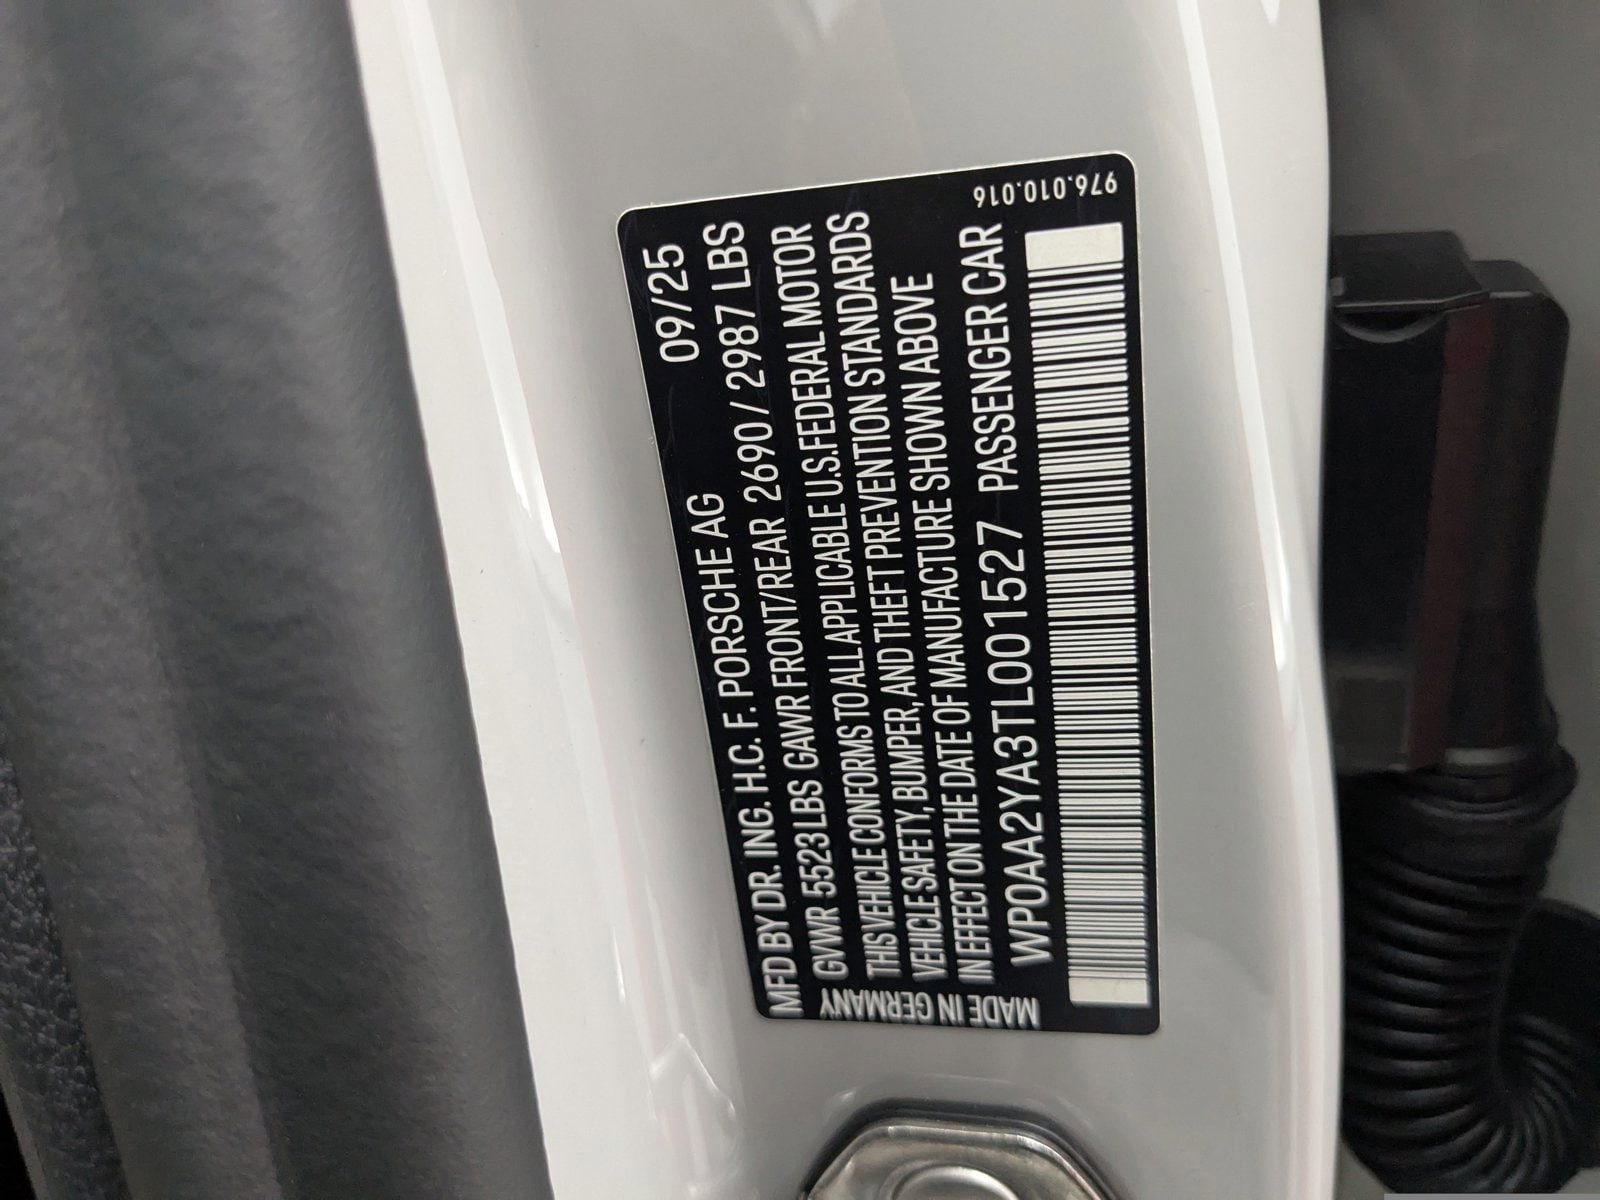 MFD BY DR. ING. H.C. F. PORSCHE AG 09/25
GVWR 5523 LBS GAWR FRONT/REAR 2690 / 2987 LBS
THIS VEHICLE CONFORMS TO ALL APPLICABLE U.S. FEDERAL MOTOR
VEHICLE SAFETY, BUMPER, AND THEFT PREVENTION STANDARDS
IN EFFECT ON THE DATE OF MANUFACTURE SHOWN ABOVE
WP0AA2YA3TL001527 PASSENGER CAR
MADE IN GERMANY
976.010.016